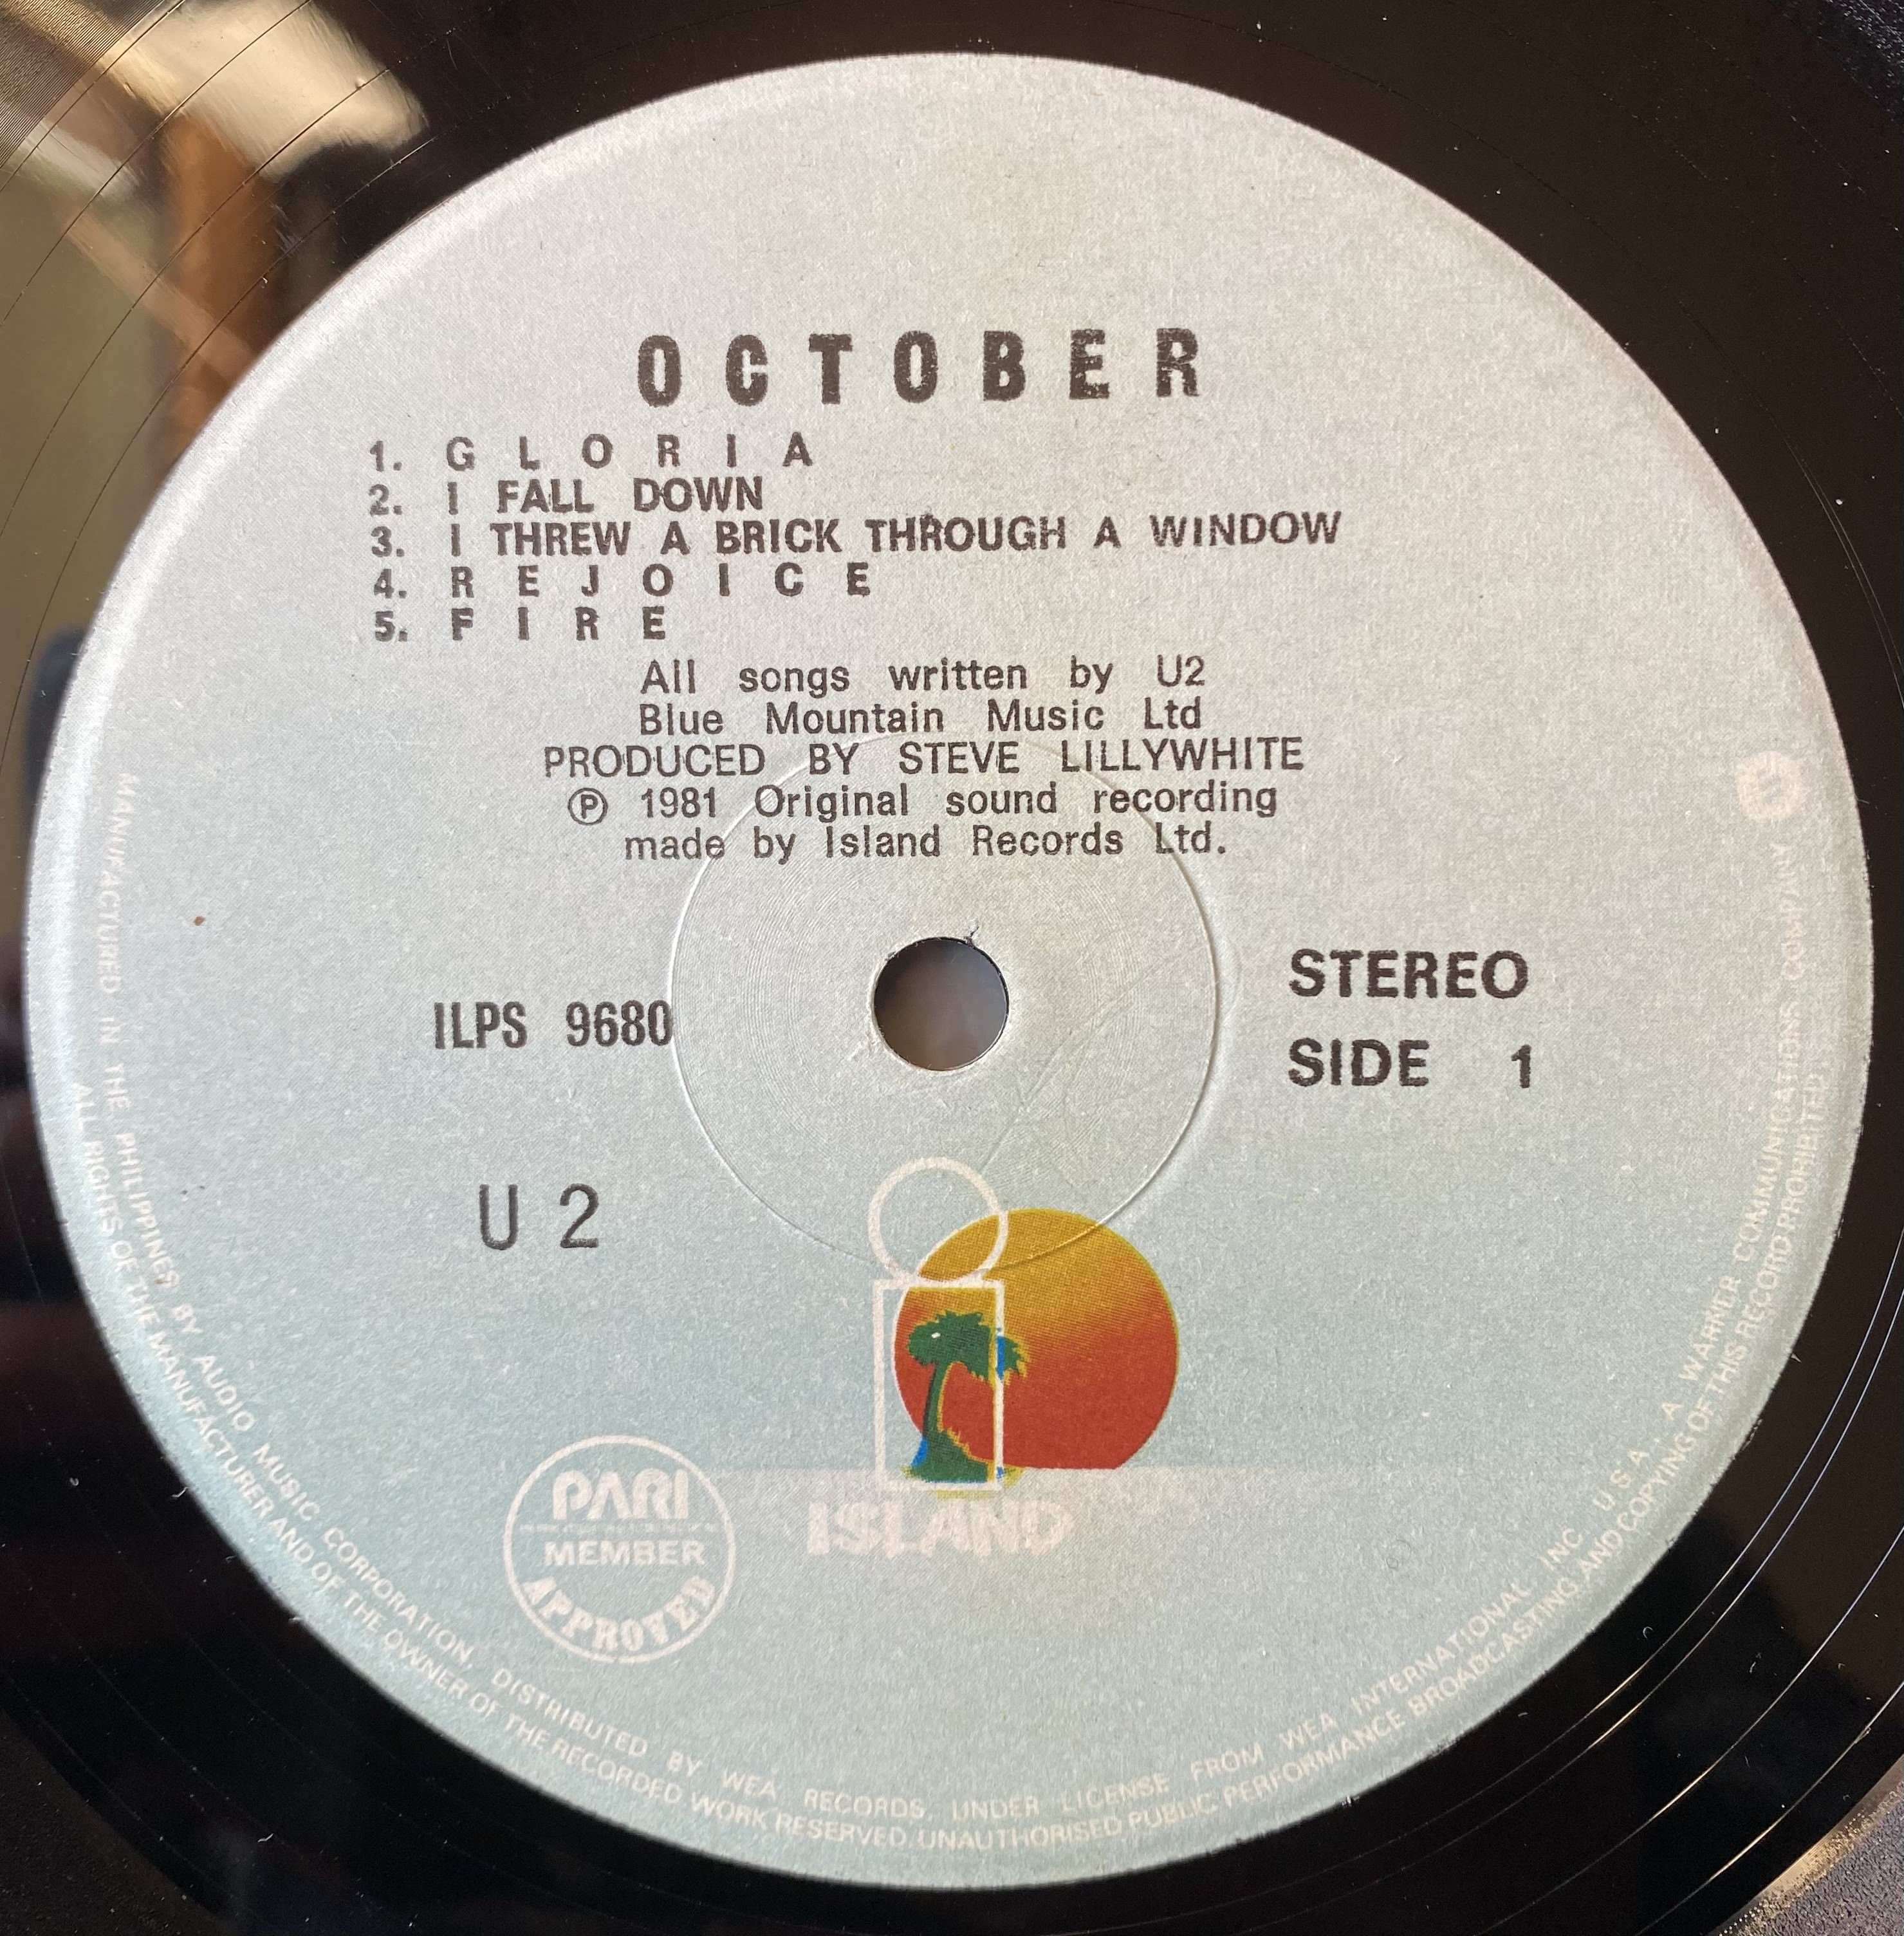 OCTOBER
1. GLORIA
2. I FALL DOWN
3. I THREW A BRICK THROUGH A WINDOW
4. REJOICE
5. FIRE
All songs written by U2
Blue Mountain Music Ltd
PRODUCED BY STEVE LILLYWHITE
Ⓟ 1981 Original sound recording
made by Island Records Ltd.
ILPS 9680
STEREO
SIDE 1
U 2
ISLAND
PARI
MEMBER
APPROVED
MANUFACTURED IN THE PHILIPPINES BY AUDIO MUSIC CORPORATION, DISTRIBUTED BY WEA RECORDS, UNDER LICENSE FROM WEA INTERNATIONAL INC U.S.A. A WARNER COMMUNICATIONS COMPANY
ALL RIGHTS OF THE MANUFACTURER AND OF THE OWNER OF THE RECORDED WORK RESERVED. UNAUTHORISED PUBLIC PERFORMANCE BROADCASTING AND COPYING OF THIS RECORD PROHIBITED